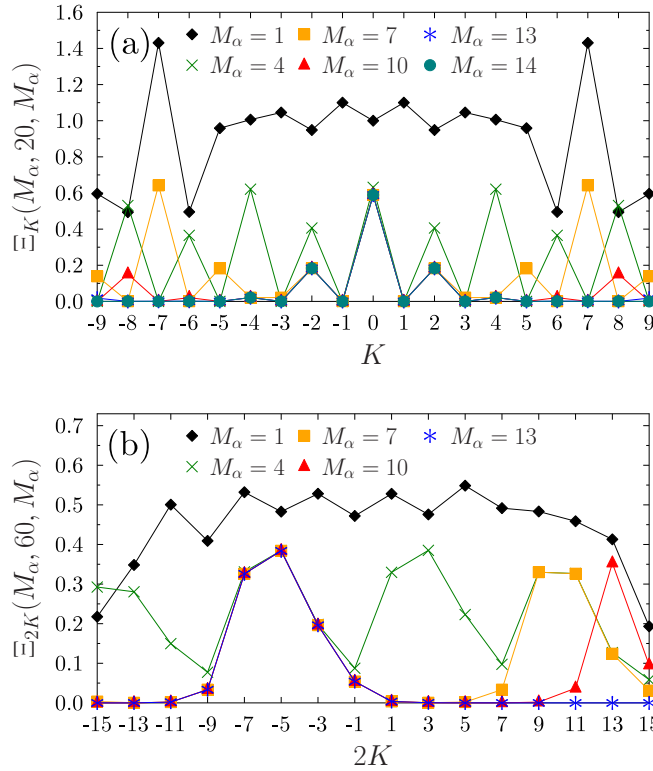 1.6
1.4
1.2
1.0
0.8
0.6
0.4
0.2
0.0
Ξ_K(M_α, 20, M_α)
(a)
M_α = 1 M_α = 7 M_α = 13
M_α = 4 M_α = 10 M_α = 14
-9 -8 -7 -6 -5 -4 -3 -2 -1 0 1 2 3 4 5 6 7 8 9
K
0.7
0.6
0.5
0.4
0.3
0.2
0.1
0.0
Ξ_{2K}(M_α, 60, M_α)
(b)
M_α = 1 M_α = 7 M_α = 13
M_α = 4 M_α = 10
-15 -13 -11 -9 -7 -5 -3 -1 1 3 5 7 9 11 13 15
2K